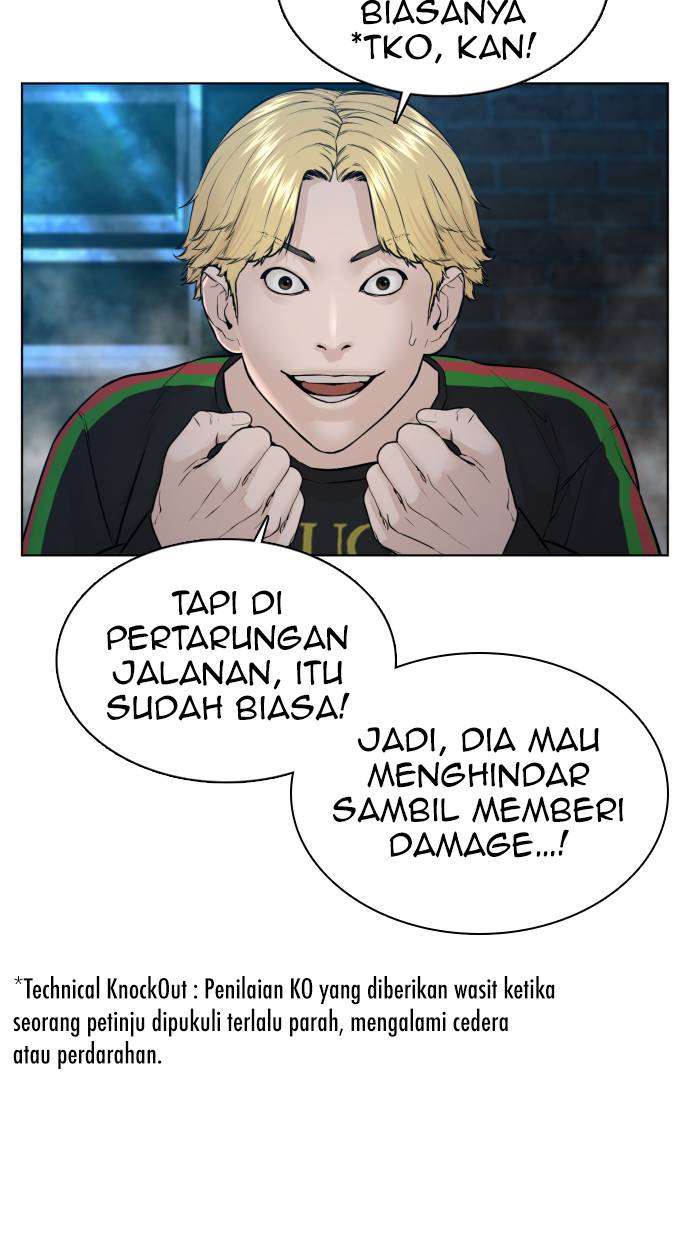 BIASANYA
*TKO, KAN!
UC
TAPI DI
PERTARUNGAN
JALANAN, ITU
SUDAH BIASA!
JADI, DIA MAU
MENGHINDAR
SAMBIL MEMBERI
DAMAGE...!
*Technical KnockOut : Penilaian KO yang diberikan wasit ketika
seorang petinju dipukuli terlalu parah, mengalami cedera
atau perdarahan.